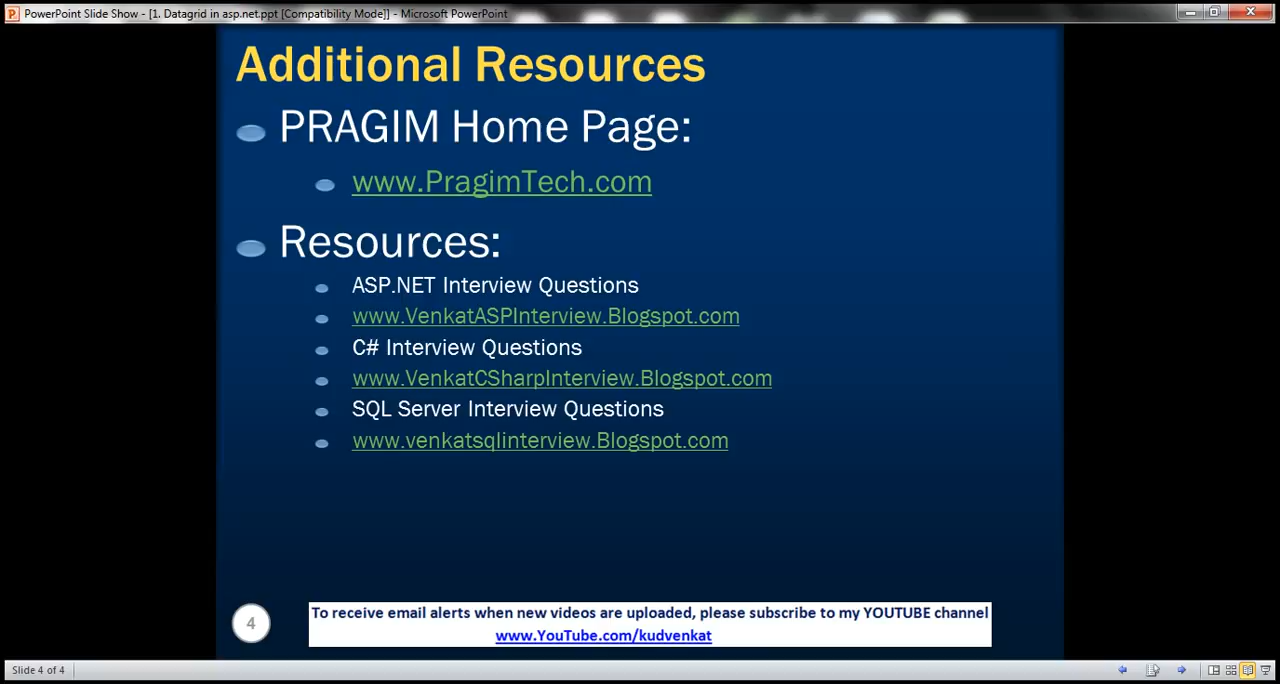 PowerPoint Slide Show - [1. Datagrid in asp.net.ppt [Compatibility Mode]] - Microsoft PowerPoint
Additional Resources
PRAGIM Home Page:
www.PragimTech.com
Resources:
ASP.NET Interview Questions
www.VenkatASPInterview.Blogspot.com
C# Interview Questions
www.VenkatCSharpInterview.Blogspot.com
SQL Server Interview Questions
www.venkatsqlinterview.Blogspot.com
4
To receive email alerts when new videos are uploaded, please subscribe to my YOUTUBE channel
www.YouTube.com/kudvenkat
Slide 4 of 4